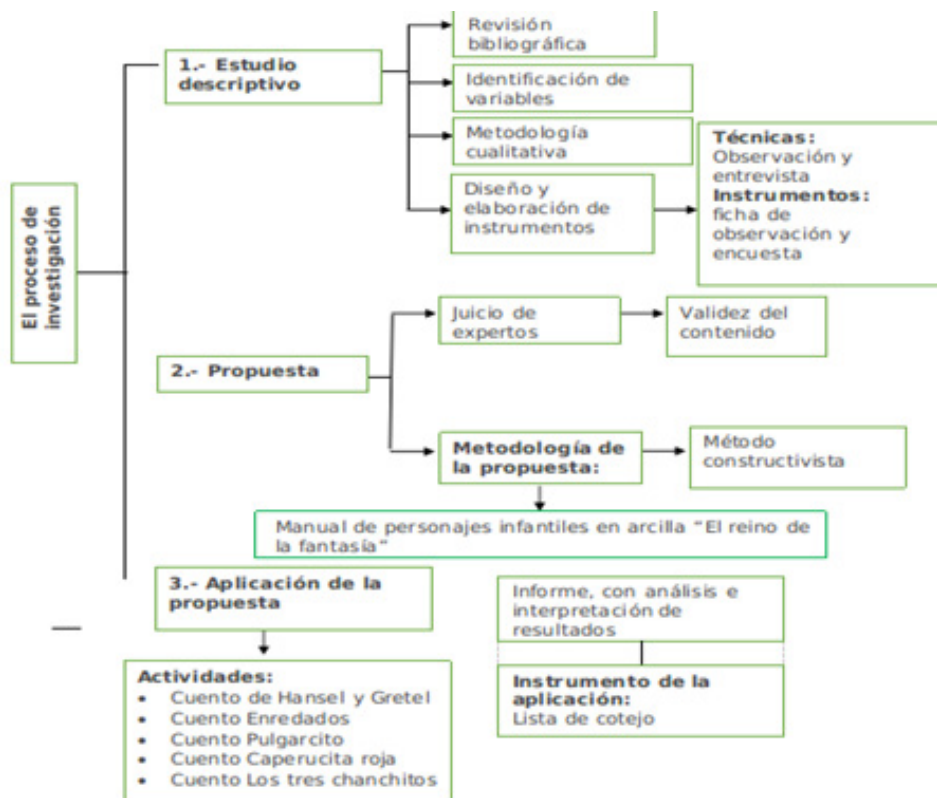 El proceso de
investigación
1.- Estudio
descriptivo
Revisión
bibliográfica
Identificación de
variables
Metodología
cualitativa
Diseño y
elaboración de
instrumentos
Técnicas:
Observación y
entrevista
Instrumentos:
ficha de
observación y
encuesta
2.- Propuesta
Juicio de
expertos
Validez del
contenido
Metodología de
la propuesta:
Método
constructivista
Manual de personajes infantiles en arcilla “El reino de
la fantasía”
3.- Aplicación de la
propuesta
Actividades:
• Cuento de Hansel y Gretel
• Cuento Enredados
• Cuento Pulgarcito
• Cuento Caperucita roja
• Cuento Los tres chanchitos
Informe, con análisis e
interpretación de
resultados
Instrumento de la
aplicación:
Lista de cotejo